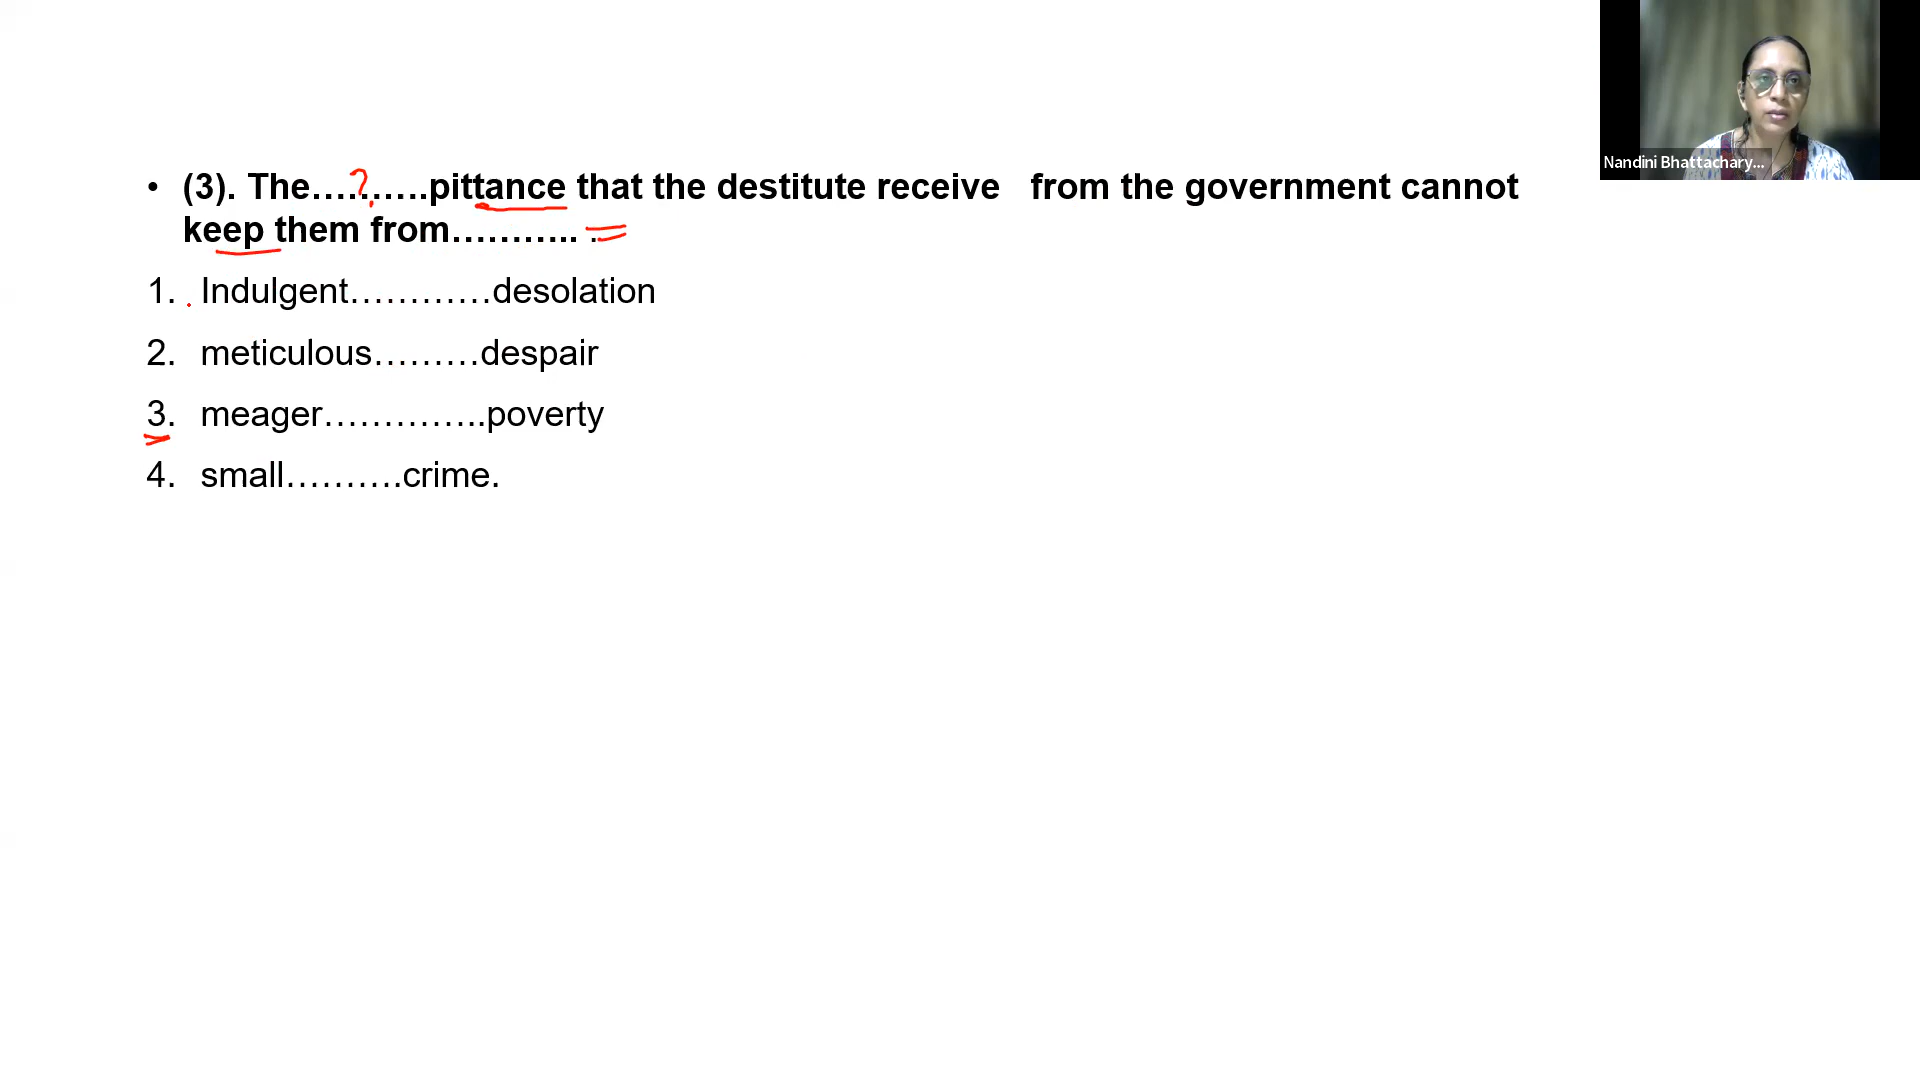 Nandini Bhattachary...
• (3). The….?.…..pittance that the destitute receive from the government cannot
keep them from……….. .
1. Indulgent…………desolation
2. meticulous………despair
3. meager…………..poverty
4. small……….crime.